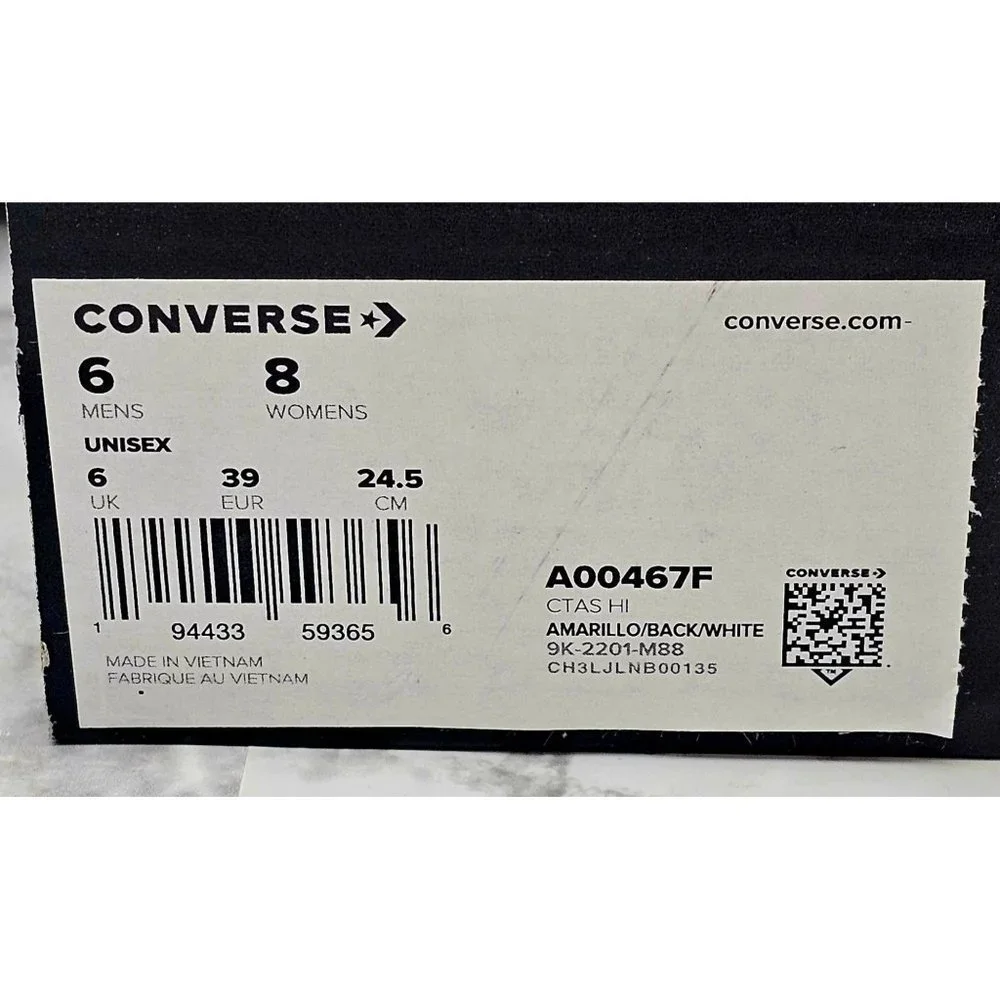 CONVERSE
converse.com-
6 8
MENS WOMENS
UNISEX
6 39 24.5
UK EUR CM
1 94433 59365 6
MADE IN VIETNAM
FABRIQUE AU VIETNAM
A00467F
CTAS HI
AMARILLO/BACK/WHITE
9K-2201-M88
CH3LJLNB00135
CONVERSE
TM